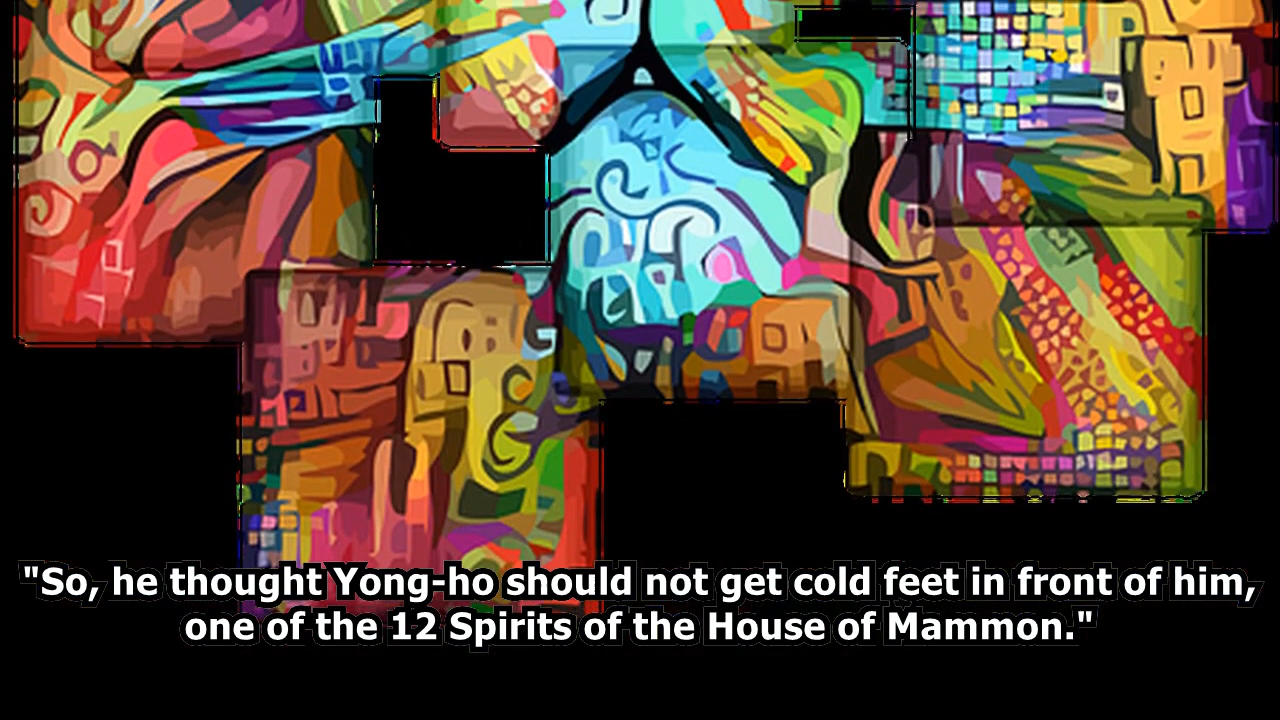 "So, he thought Yong-ho should not get cold feet in front of him,
one of the 12 Spirits of the House of Mammon."